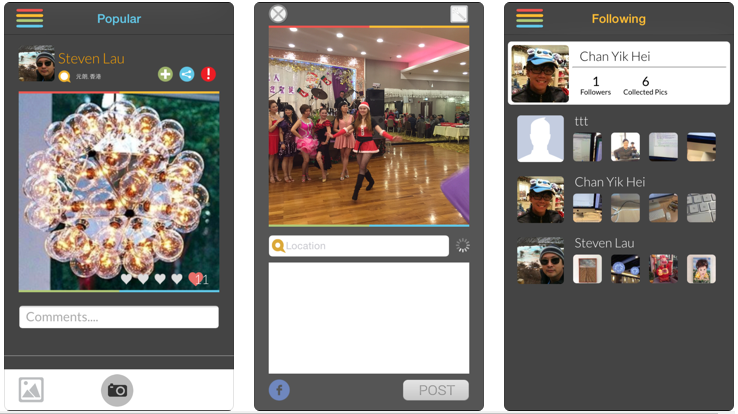 Popular
Steven Lau
元朗, 香港
11
Comments....
Location
POST
Following
Chan Yik Hei
1
6
Followers
Collected Pics
ttt
Chan Yik Hei
Steven Lau